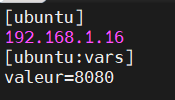 [ubuntu]
192.168.1.16
[ubuntu:vars]
valeur=8080